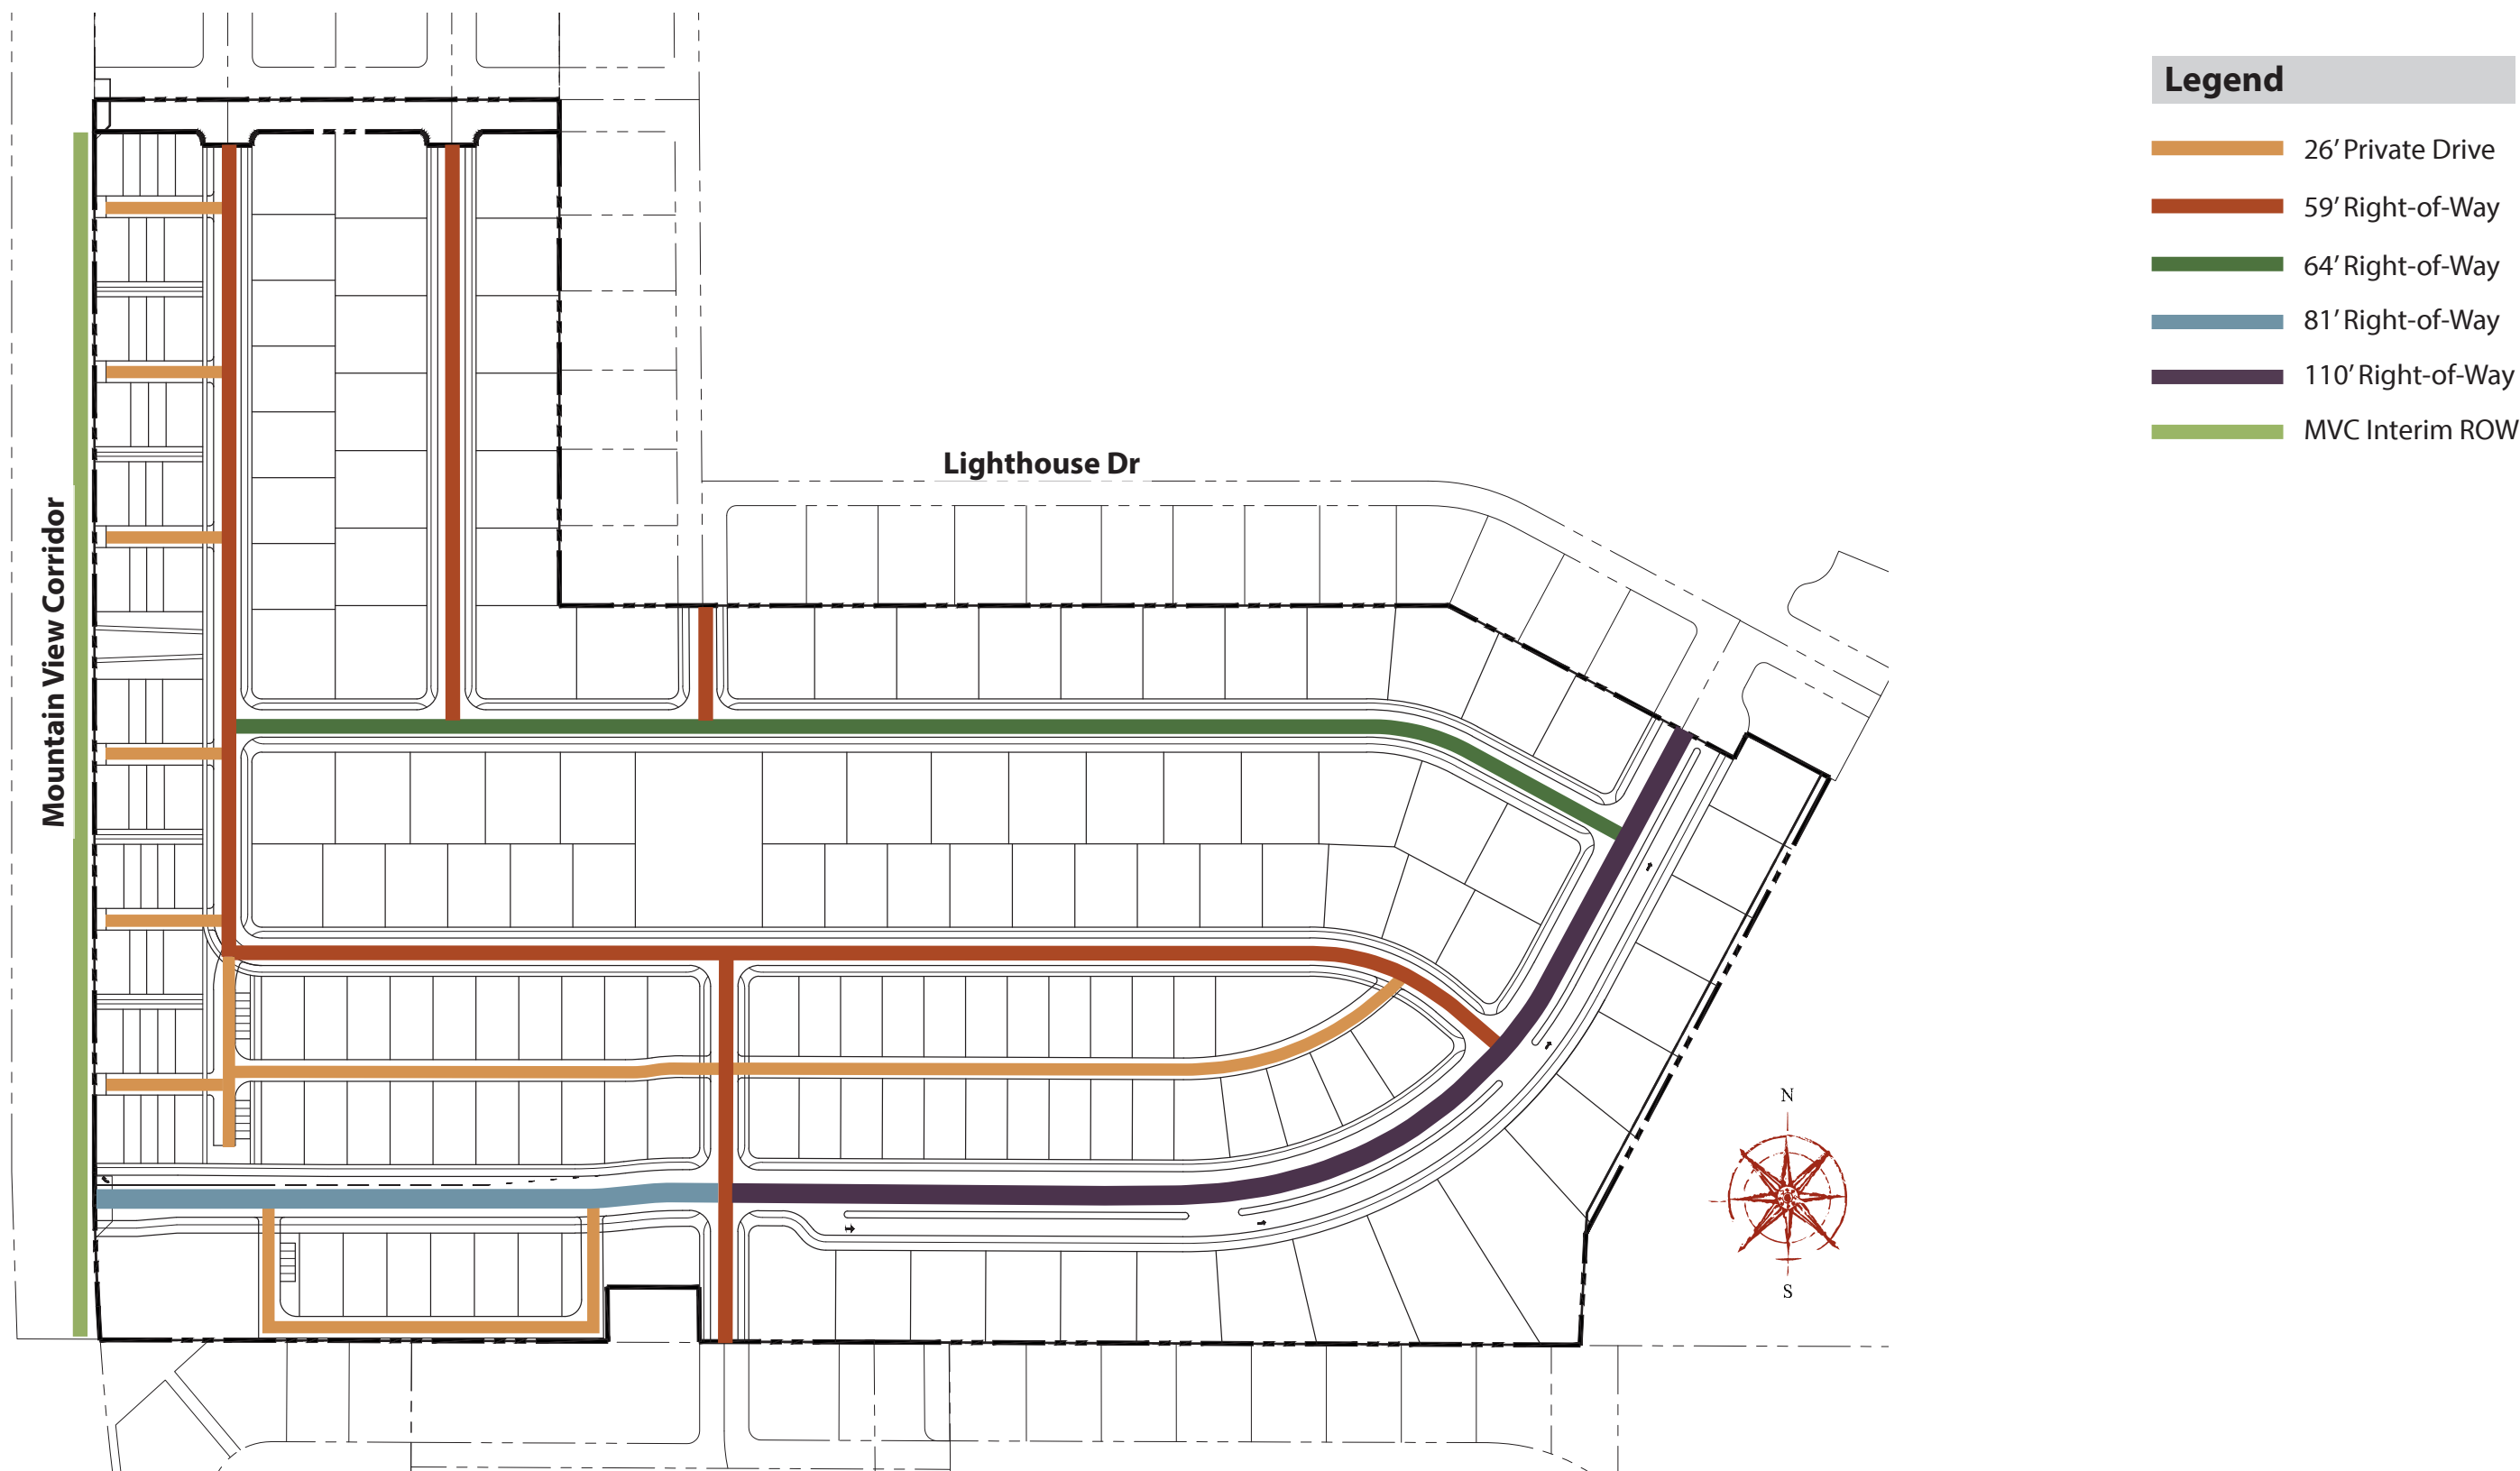 Legend
26' Private Drive
59' Right-of-Way
64' Right-of-Way
81' Right-of-Way
110' Right-of-Way
MVC Interim ROW
Lighthouse Dr
Mountain View Corridor
N
S